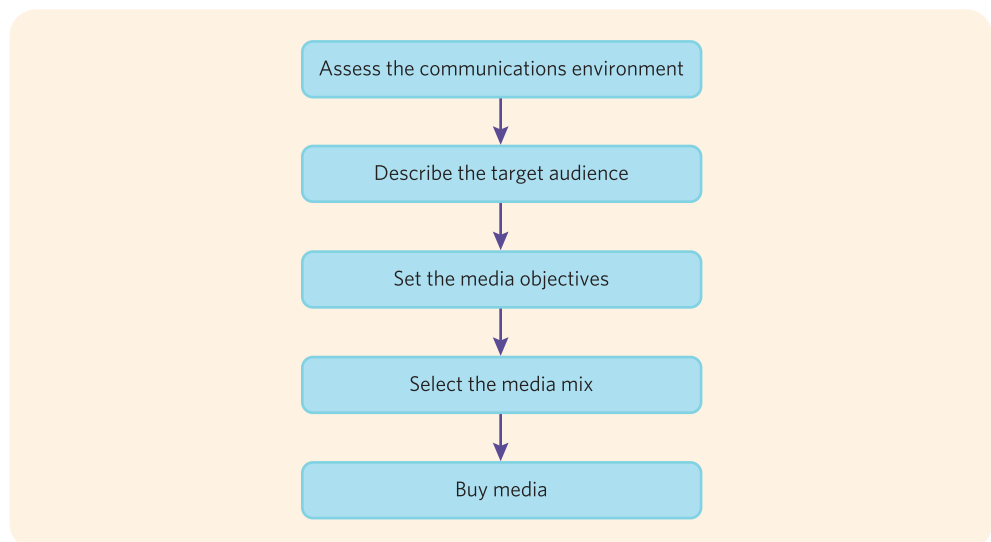 Assess the communications environment
Describe the target audience
Set the media objectives
Select the media mix
Buy media